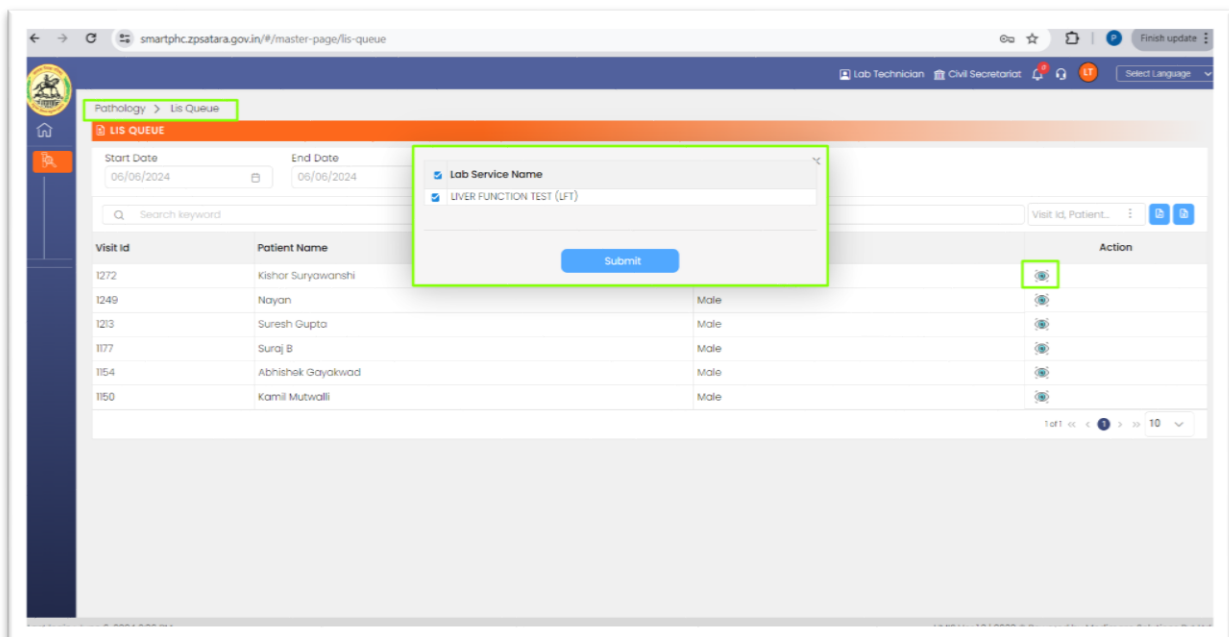 smartphc.zpsatara.gov.in/#/master-page/lis-queue
Finish update
Lab Technician Civil Secretariat LT Select Language
Pathology > Lis Queue
LIS QUEUE
Start Date End Date
06/06/2024 06/06/2024
Lab Service Name
LIVER FUNCTION TEST (LFT)
Submit
Search keyword Visit Id, Patient...
Visit Id Patient Name Action
1272 Kishor Suryawanshi
1249 Nayan Male
1213 Suresh Gupta Male
1177 Suraj B Male
1154 Abhishek Gayakwad Male
1150 Kamil Mutwalli Male
1 of 1 << < 1 > >> 10